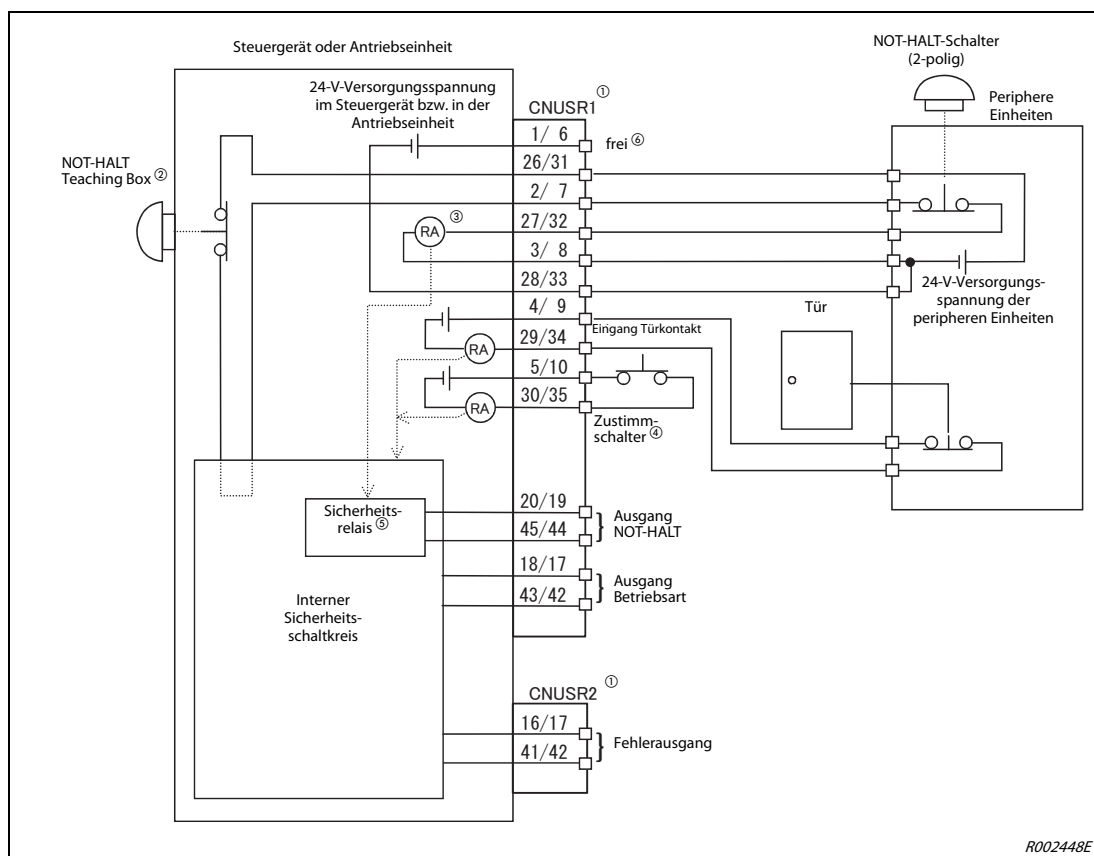 Steuergerät oder Antriebseinheit
NOT-HALT-Schalter
(2-polig)
24-V-Versorgungsspannung
im Steuergerät bzw. in der
Antriebseinheit
CNUSR1 ①
Periphere
Einheiten
1/ 6
frei ⑥
26/31
NOT-HALT
Teaching Box ②
2/ 7
27/32
RA ③
3/ 8
28/33
24-V-Versorgungs-
spannung der
peripheren Einheiten
4/ 9
Eingang Türkontakt
Tür
29/34
RA
5/10
30/35
RA
Zustimm-
schalter ④
20/19
Sicherheits-
relais ⑤
45/44
Ausgang
NOT-HALT
18/17
43/42
Ausgang
Betriebsart
Interner
Sicherheits-
schaltkreis
CNUSR2 ①
16/17
41/42
Fehlerausgang
R002448E